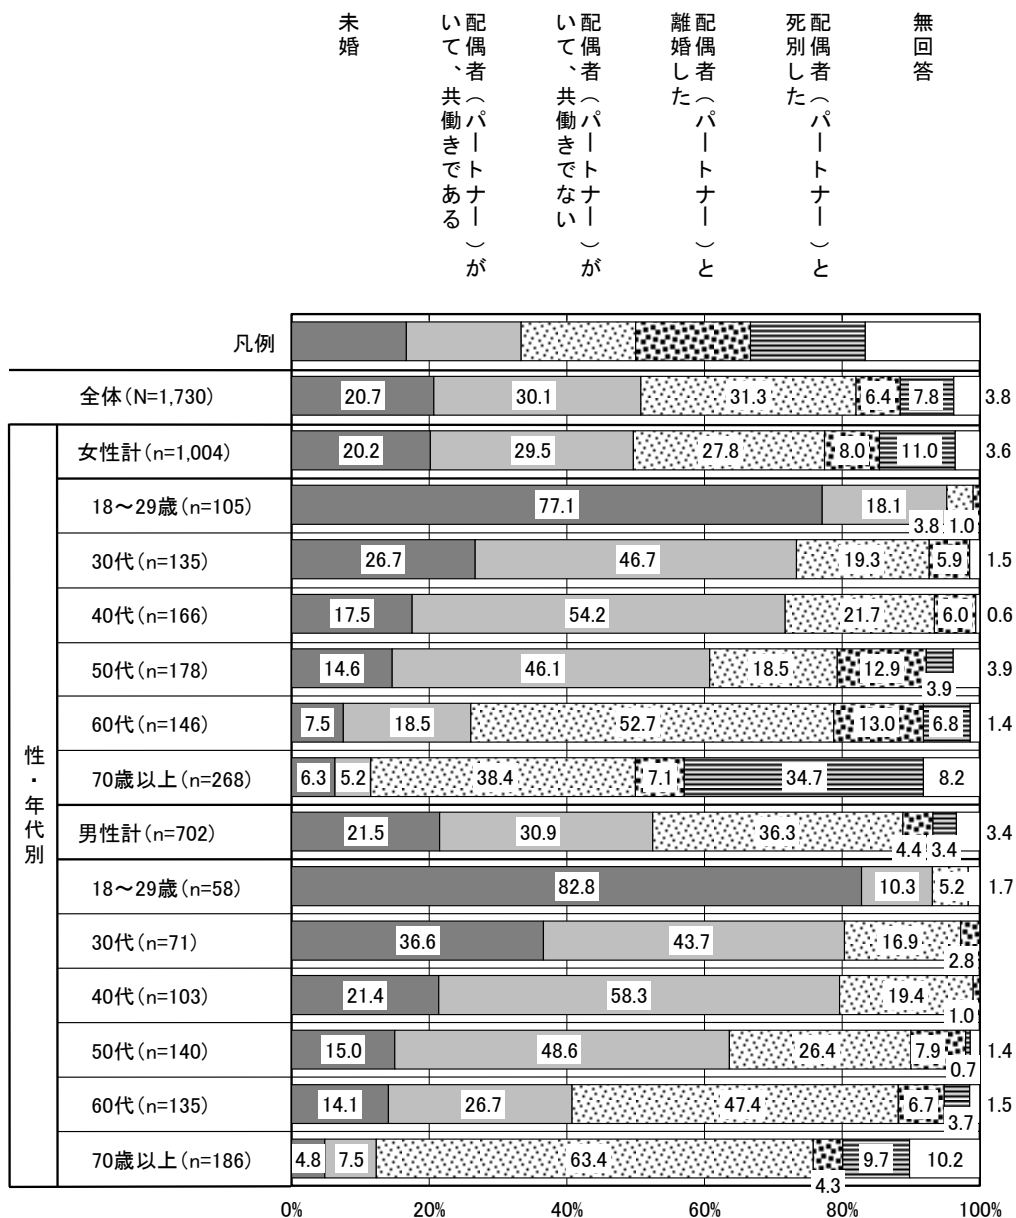 未婚
配偶者（パートナー）が
いて、共働きである
配偶者（パートナー）が
いて、共働きでない
配偶者（パートナー）と
離婚した
配偶者（パートナー）と
死別した
無回答
凡例
全体(N=1,730) 20.7 30.1 31.3 6.4 7.8 3.8
性・年代別
女性計(n=1,004) 20.2 29.5 27.8 8.0 11.0 3.6
18～29歳(n=105) 77.1 18.1 3.8 1.0
30代(n=135) 26.7 46.7 19.3 5.9 1.5
40代(n=166) 17.5 54.2 21.7 6.0 0.6
50代(n=178) 14.6 46.1 18.5 12.9 3.9 3.9
60代(n=146) 7.5 18.5 52.7 13.0 6.8 1.4
70歳以上(n=268) 6.3 5.2 38.4 7.1 34.7 8.2
男性計(n=702) 21.5 30.9 36.3 4.4 3.4 3.4
18～29歳(n=58) 82.8 10.3 5.2 1.7
30代(n=71) 36.6 43.7 16.9 2.8
40代(n=103) 21.4 58.3 19.4 1.0
50代(n=140) 15.0 48.6 26.4 7.9 0.7 1.4
60代(n=135) 14.1 26.7 47.4 6.7 3.7 1.5
70歳以上(n=186) 4.8 7.5 63.4 4.3 9.7 10.2
0% 20% 40% 60% 80% 100%